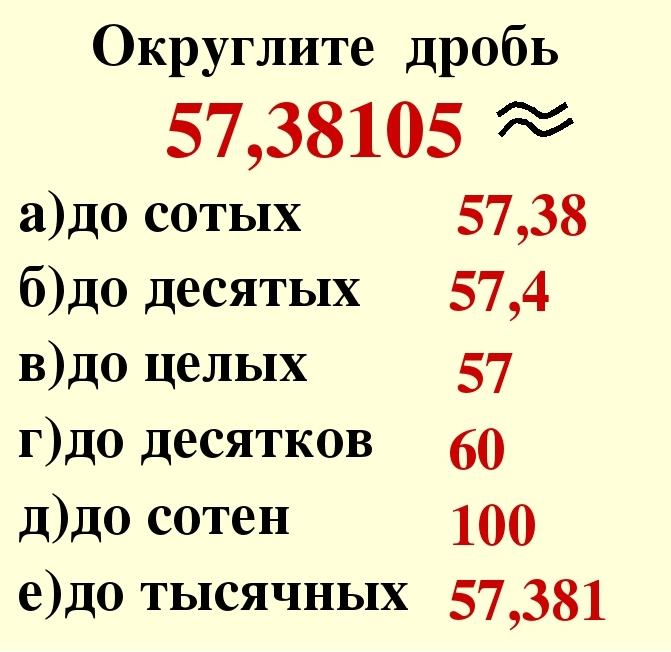 Округлите дробь
57,38105 ≈
а)до сотых 57,38
б)до десятых 57,4
в)до целых 57
г)до десятков 60
д)до сотен 100
е)до тысячных 57,381